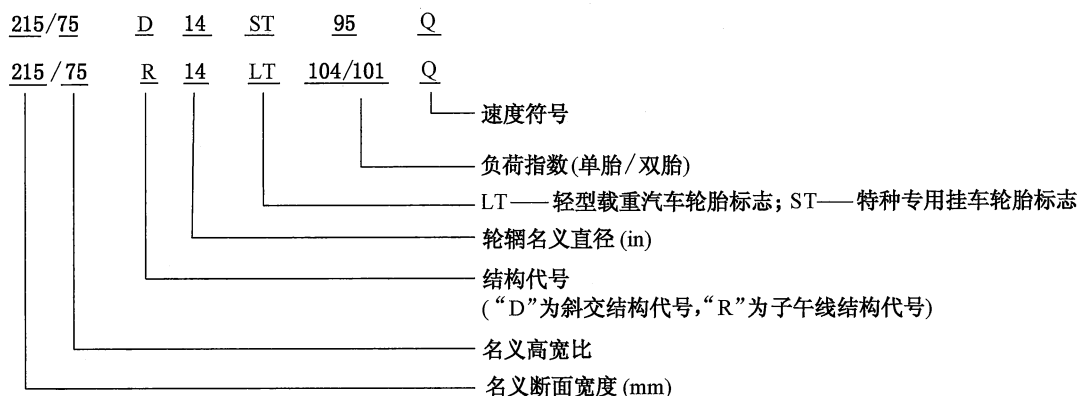 215/75 D 14 ST 95 Q
215/75 R 14 LT 104/101 Q
速度符号
负荷指数(单胎/双胎)
LT——轻型载重汽车轮胎标志；ST——特种专用挂车轮胎标志
轮辋名义直径(in)
结构代号
(“D”为斜交结构代号，“R”为子午线结构代号)
名义高宽比
名义断面宽度(mm)